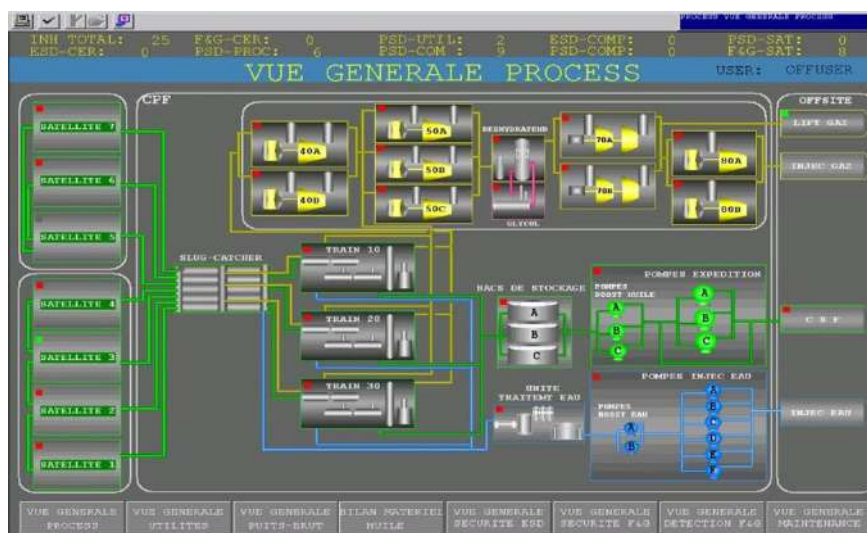 PROCESS VUE GENERALE PROCESS
INH TOTAL: 25 F&G-CER: 0 PSD-UTIL: 2 ESD-COMP: 0 PSD-SAT: 0
ESD-CER: 0 PSD-PROC: 6 PSD-COM : 9 PSD-COMP: 0 F&G-SAT: 8
VUE GENERALE PROCESS USER: OFFUSER
CPF OFFSITE
SATELLITE 7
SATELLITE 6
SATELLITE 5
SATELLITE 4
SATELLITE 3
SATELLITE 2
SATELLITE 1
SLUG-CATCHER
40A
50A
50B
50C
GLYCOL
70A
80A
LIFT GAZ
INJEC GAZ
TRAIN 10
TRAIN 20
TRAIN 30
BACS DE STOCKAGE
A
B
C
POMPES EXPEDITION
POMPES
BOOST HUILE
A
B
C
A
B
C
UNITE
TRAITEMT EAU
POMPES INJEC EAU
POMPES
BOOST EAU
A
B
A
B
C
D
E
F
INJEC EAU
VUE GENERALE PROCESS
VUE GENERALE UTILITES
VUE GENERALE PUITS-BRUT
BILAN MATERIEL HUILE
VUE GENERALE SECURITE ESD
VUE GENERALE SECURITE F&G
VUE GENERALE DETECTION F&G
VUE GENERALE MAINTENANCE